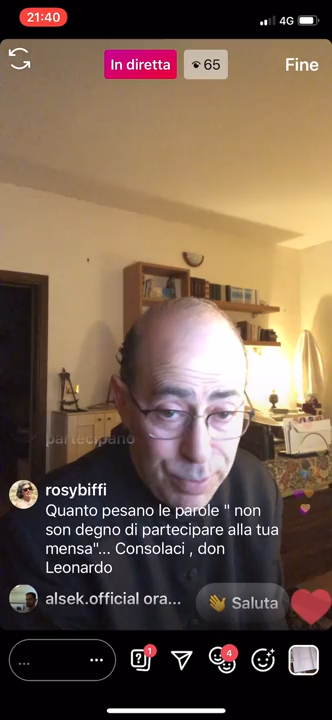 21:40
4G
In diretta
65
Fine
partecipano
rosybiffi
Quanto pesano le parole " non
son degno di partecipare alla tua
mensa"... Consolaci , don
Leonardo
alsek.official ora...
👋 Saluta
...
1
4